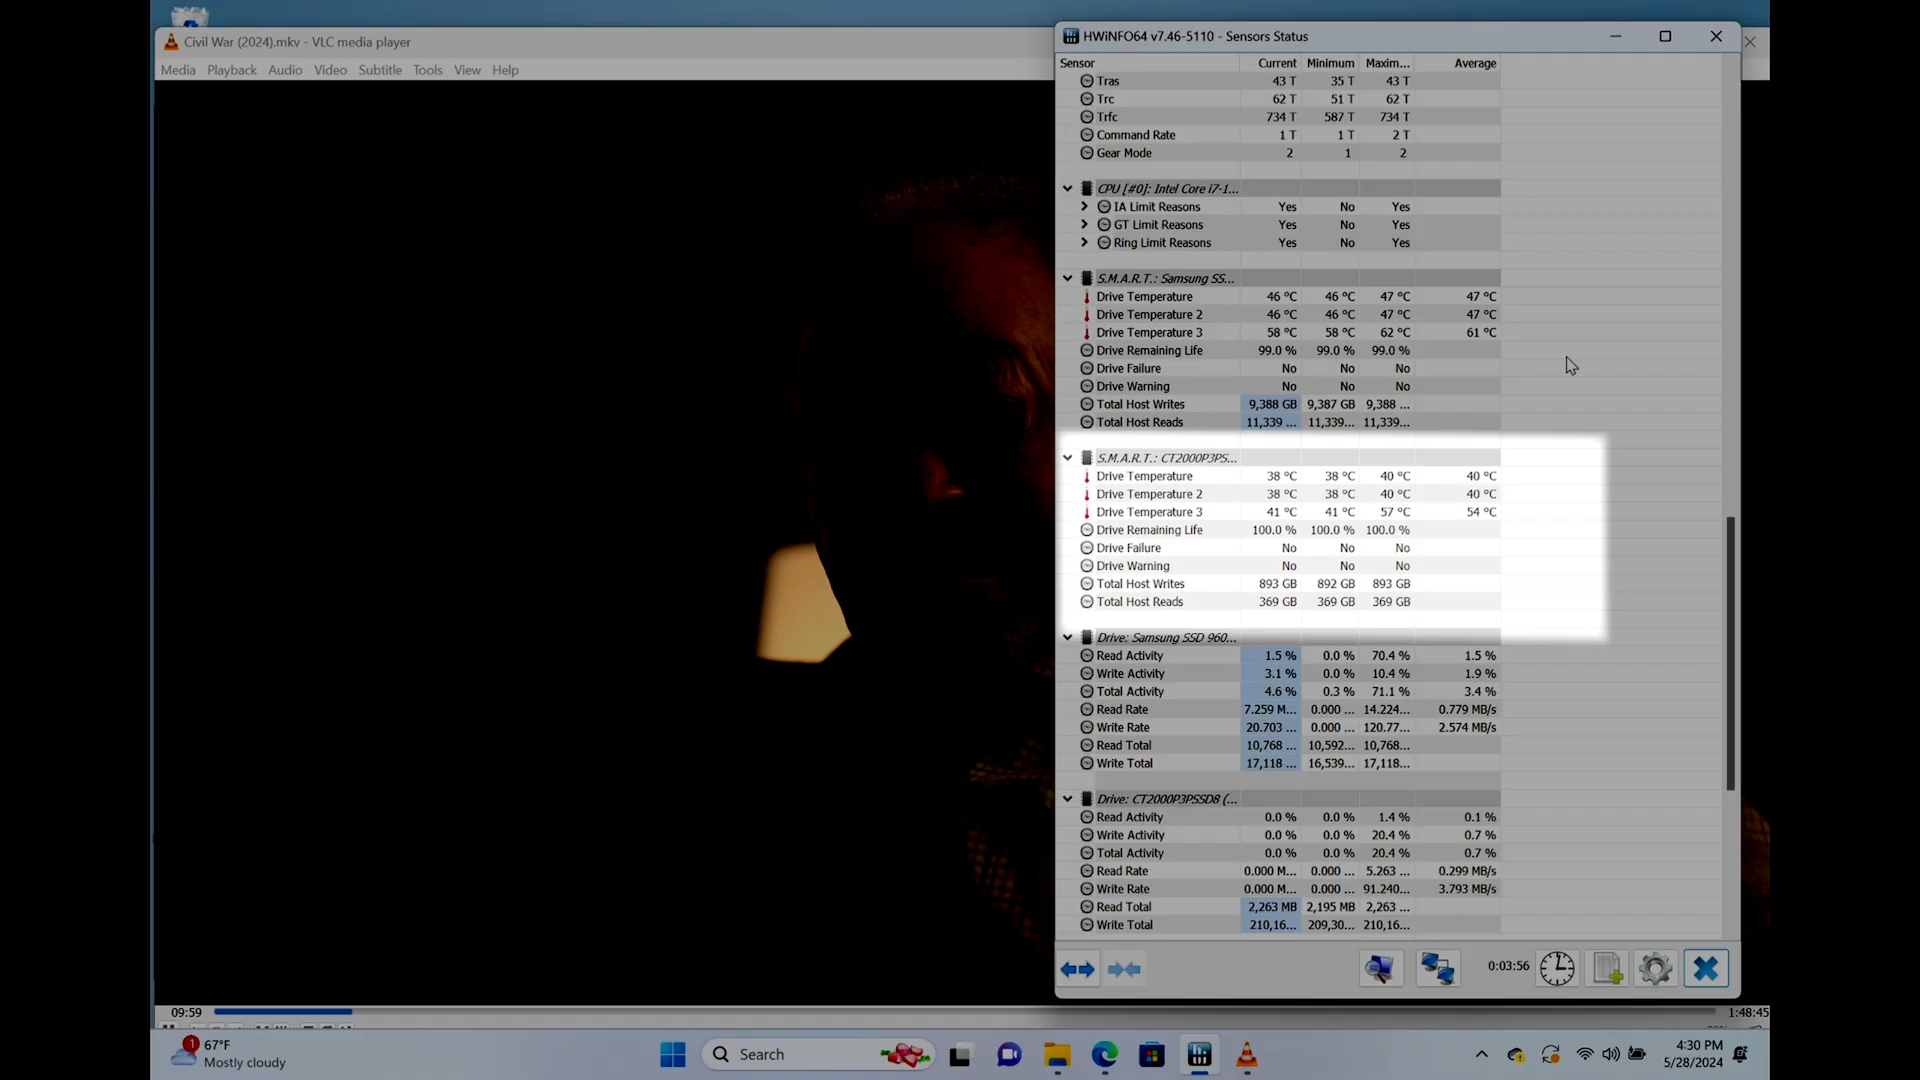 Civil War (2024).mkv - VLC media player
Media Playback Audio Video Subtitle Tools View Help
HWiNFO64 v7.46-5110 - Sensors Status
Sensor Current Minimum Maxim... Average
Tras 43 T 35 T 43 T
Trc 62 T 51 T 62 T
Trfc 734 T 587 T 734 T
Command Rate 1 T 1 T 2 T
Gear Mode 2 1 2
CPU [#0]: Intel Core i7-1...
IA Limit Reasons Yes No Yes
GT Limit Reasons Yes No Yes
Ring Limit Reasons Yes No Yes
S.M.A.R.T.: Samsung SS...
Drive Temperature 46 °C 46 °C 47 °C 47 °C
Drive Temperature 2 46 °C 46 °C 47 °C 47 °C
Drive Temperature 3 58 °C 58 °C 62 °C 61 °C
Drive Remaining Life 99.0 % 99.0 % 99.0 %
Drive Failure No No No
Drive Warning No No No
Total Host Writes 9,388 GB 9,387 GB 9,388 ...
Total Host Reads 11,339 ... 11,339... 11,339...
S.M.A.R.T.: CT2000P3PS...
Drive Temperature 38 °C 38 °C 40 °C 40 °C
Drive Temperature 2 38 °C 38 °C 40 °C 40 °C
Drive Temperature 3 41 °C 41 °C 57 °C 54 °C
Drive Remaining Life 100.0 % 100.0 % 100.0 %
Drive Failure No No No
Drive Warning No No No
Total Host Writes 893 GB 892 GB 893 GB
Total Host Reads 369 GB 369 GB 369 GB
Drive: Samsung SSD 960...
Read Activity 1.5 % 0.0 % 70.4 % 1.5 %
Write Activity 3.1 % 0.0 % 10.4 % 1.9 %
Total Activity 4.6 % 0.3 % 71.1 % 3.4 %
Read Rate 7.259 M... 0.000 ... 14.224... 0.779 MB/s
Write Rate 20.703 ... 0.000 ... 120.77... 2.574 MB/s
Read Total 10,768 ... 10,592... 10,768...
Write Total 17,118 ... 16,539... 17,118...
Drive: CT2000P3PSSD8 (...
Read Activity 0.0 % 0.0 % 1.4 % 0.1 %
Write Activity 0.0 % 0.0 % 20.4 % 0.7 %
Total Activity 0.0 % 0.0 % 20.4 % 0.7 %
Read Rate 0.000 M... 0.000 ... 5.263 ... 0.299 MB/s
Write Rate 0.000 M... 0.000 ... 91.240... 3.793 MB/s
Read Total 2,263 MB 2,195 MB 2,263 ...
Write Total 210,16... 209,30... 210,16...
0:03:56
09:59 1:48:45
1 67°F
Mostly cloudy
Search
4:30 PM
5/28/2024